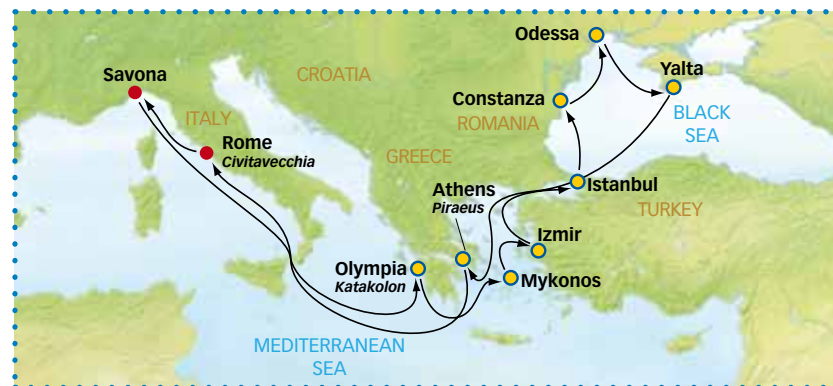 Odessa
Savona
CROATIA
Yalta
Constanza
ROMANIA
BLACK
SEA
ITALY
Rome
Civitavecchia
GREECE
Athens
Piraeus
Istanbul
TURKEY
Izmir
Olympia
Katakolon
Mykonos
MEDITERRANEAN
SEA